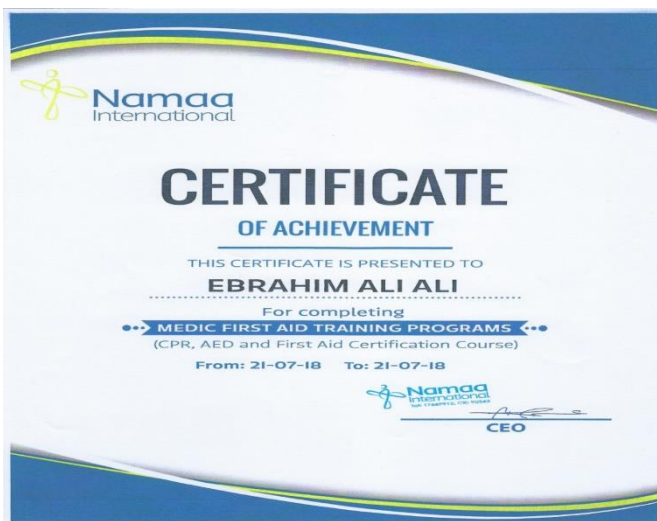 Namaa
International
CERTIFICATE
OF ACHIEVEMENT
THIS CERTIFICATE IS PRESENTED TO
EBRAHIM ALI ALI
For completing
MEDIC FIRST AID TRAINING PROGRAMS
(CPR, AED and First Aid Certification Course)
From: 21-07-18 To: 21-07-18
Namaa
International
CEO